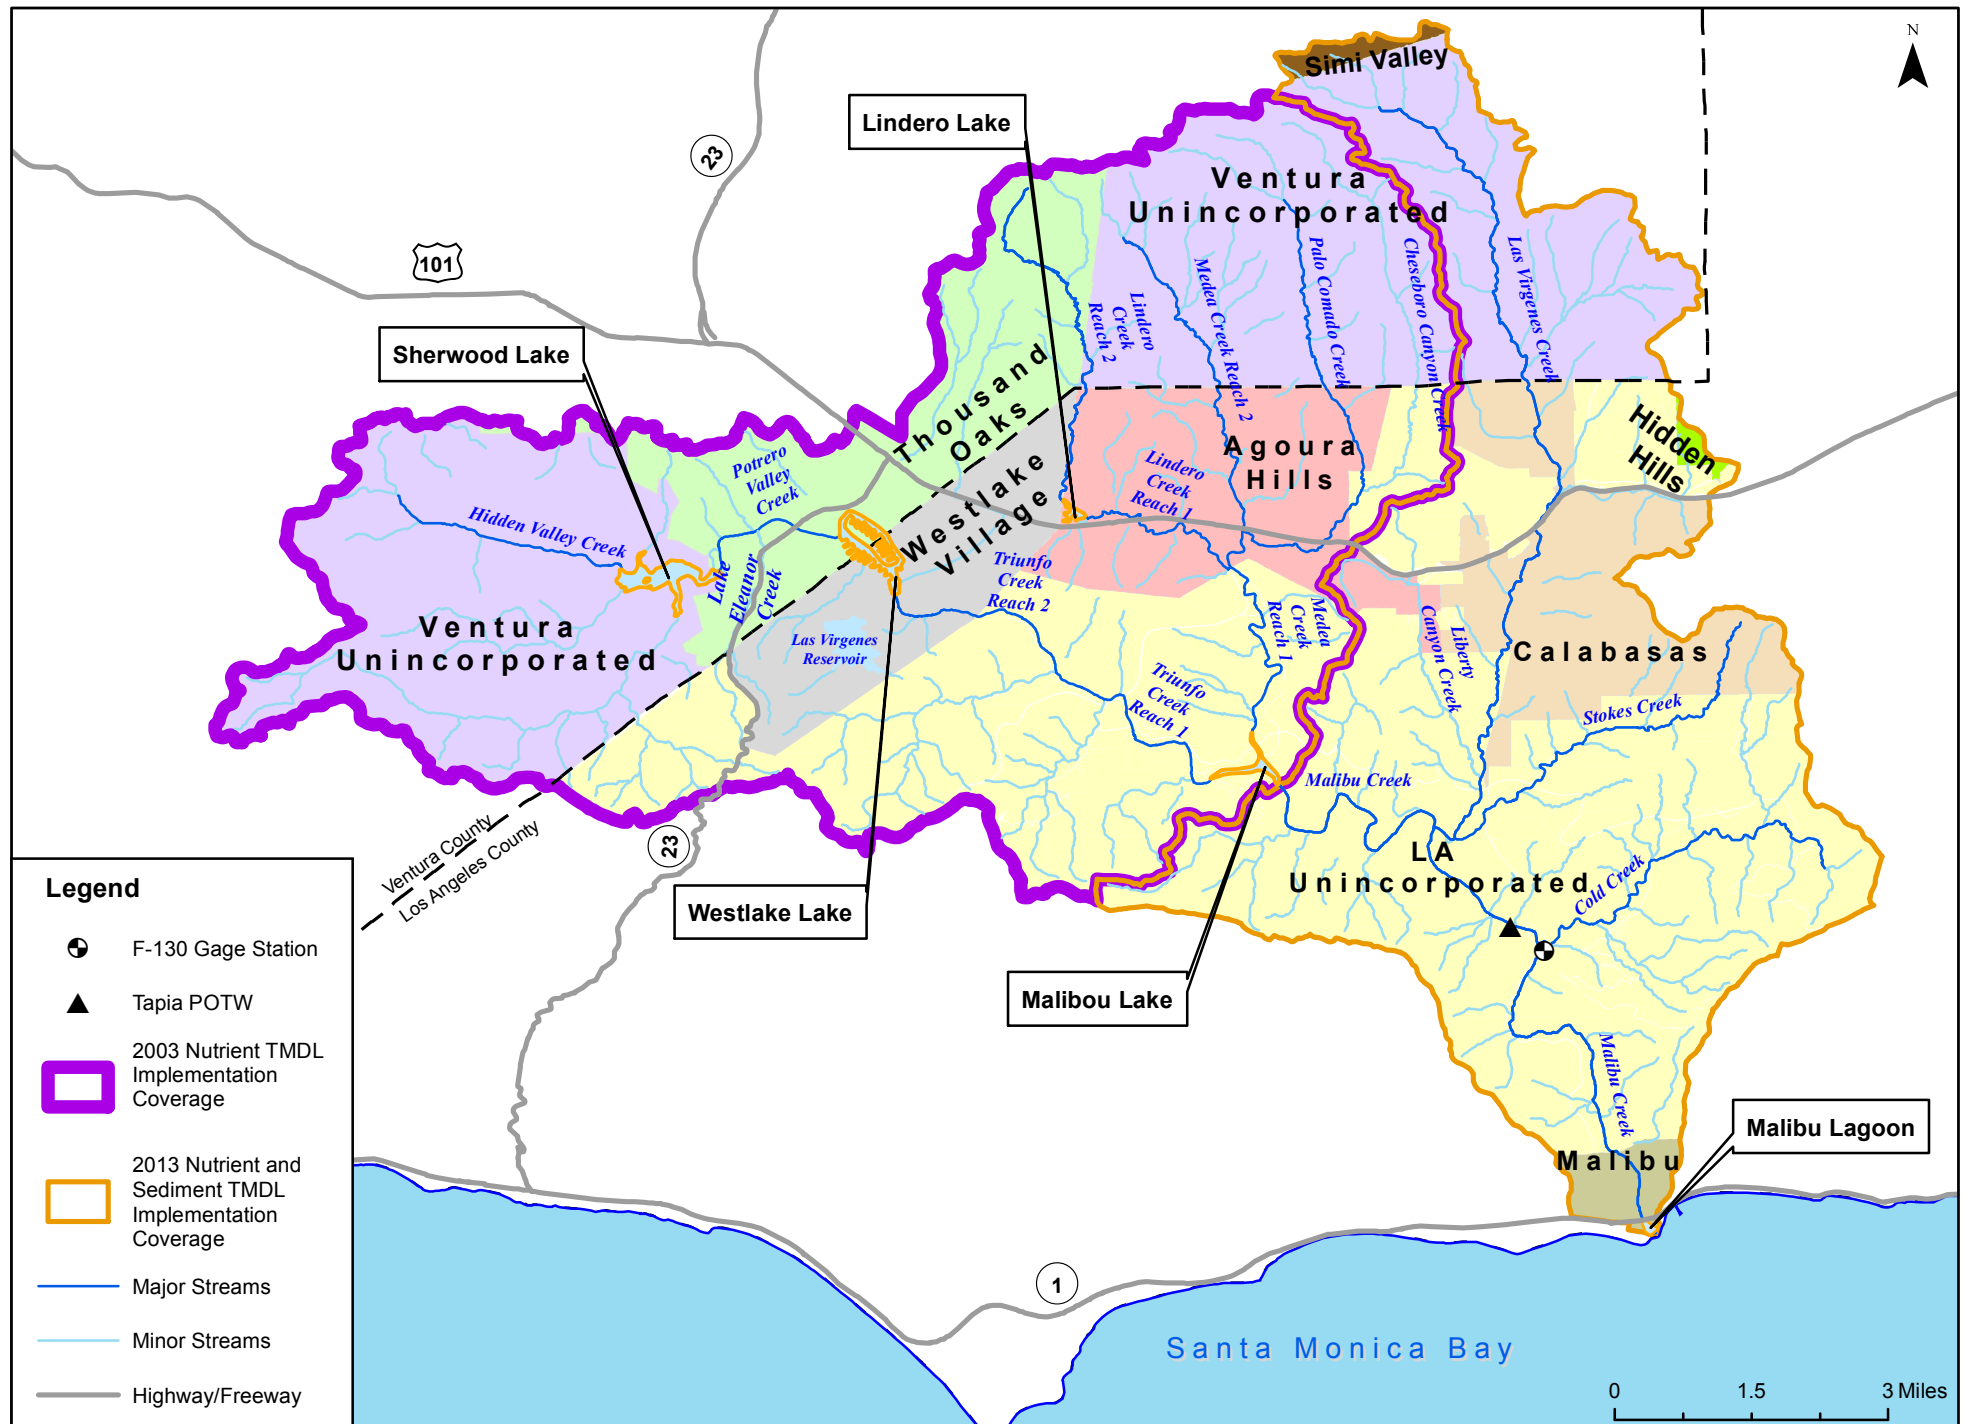 N
Simi Valley
Lindero Lake
23
Ventura
Unincorporated
101
Sherwood Lake
Lindero
Creek
Reach 2
Medea Creek Reach 2
Palo Comado Creek
Cheseboro Canyon Creek
Las Virgenes Creek
Thousand
Oaks
Hidden
Hills
Agoura
Hills
Potrero
Valley
Creek
Lindero
Creek
Reach 1
Westlake
Village
Hidden Valley Creek
Lake
Eleanor
Creek
Triunfo
Creek
Reach 2
Ventura
Unincorporated
Las Virgenes
Reservoir
Medea
Creek
Reach 1
Liberty
Canyon Creek
Calabasas
Triunfo
Creek
Reach 1
Stokes Creek
Malibu Creek
Ventura County
Los Angeles County
23
LA
Unincorporated
Cold Creek
Westlake Lake
Malibou Lake
Malibu Creek
Malibu Lagoon
Malibu
1
Santa Monica Bay
0 1.5 3 Miles
Legend
F-130 Gage Station
Tapia POTW
2003 Nutrient TMDL
Implementation
Coverage
2013 Nutrient and
Sediment TMDL
Implementation
Coverage
Major Streams
Minor Streams
Highway/Freeway